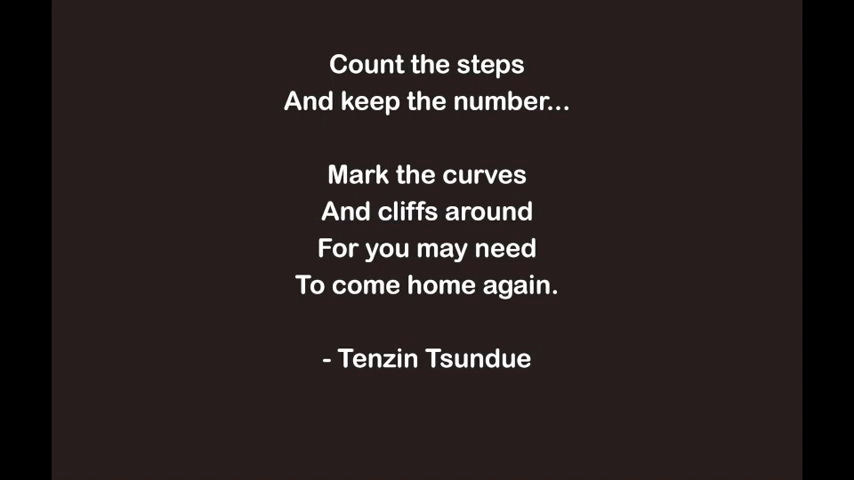 Count the steps
And keep the number...
Mark the curves
And cliffs around
For you may need
To come home again.
- Tenzin Tsundue